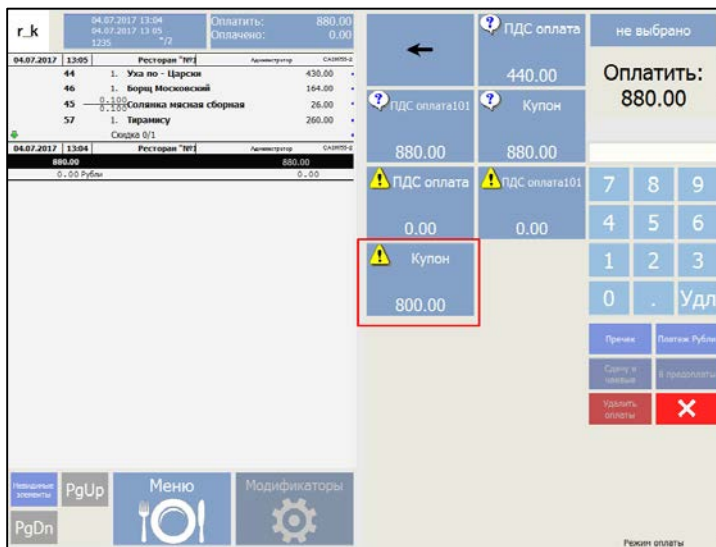 r_k
04.07.2017 13:04
04.07.2017 13 05
1235 "/2
Оплатить: 880.00
Оплачено: 0.00
04.07.2017 13:05 Ресторан "№1 Администратор
44 1. Уха по - Царски 430.00
46 1. Борщ Московский 164.00
45 0.100
0.100 Солянка мясная сборная 26.00
57 1. Тирамису 260.00
Скидка 0/1
04.07.2017 13:04 Ресторан "№1 Администратор
880.00 880.00
0.00 Рубли 0.00
Невидимые элементы
PgUp
PgDn
Меню
Модификаторы
ПДС оплата
440.00
ПДС оплата101
880.00
Купон
880.00
ПДС оплата
0.00
ПДС оплата101
0.00
Купон
800.00
не выбрано
Оплатить:
880.00
7 8 9
4 5 6
1 2 3
0 . Удл
Пречек
Платеж Рубли
Сдачу в чаевые
В предоплаты
Удалить оплаты
Режим оплаты